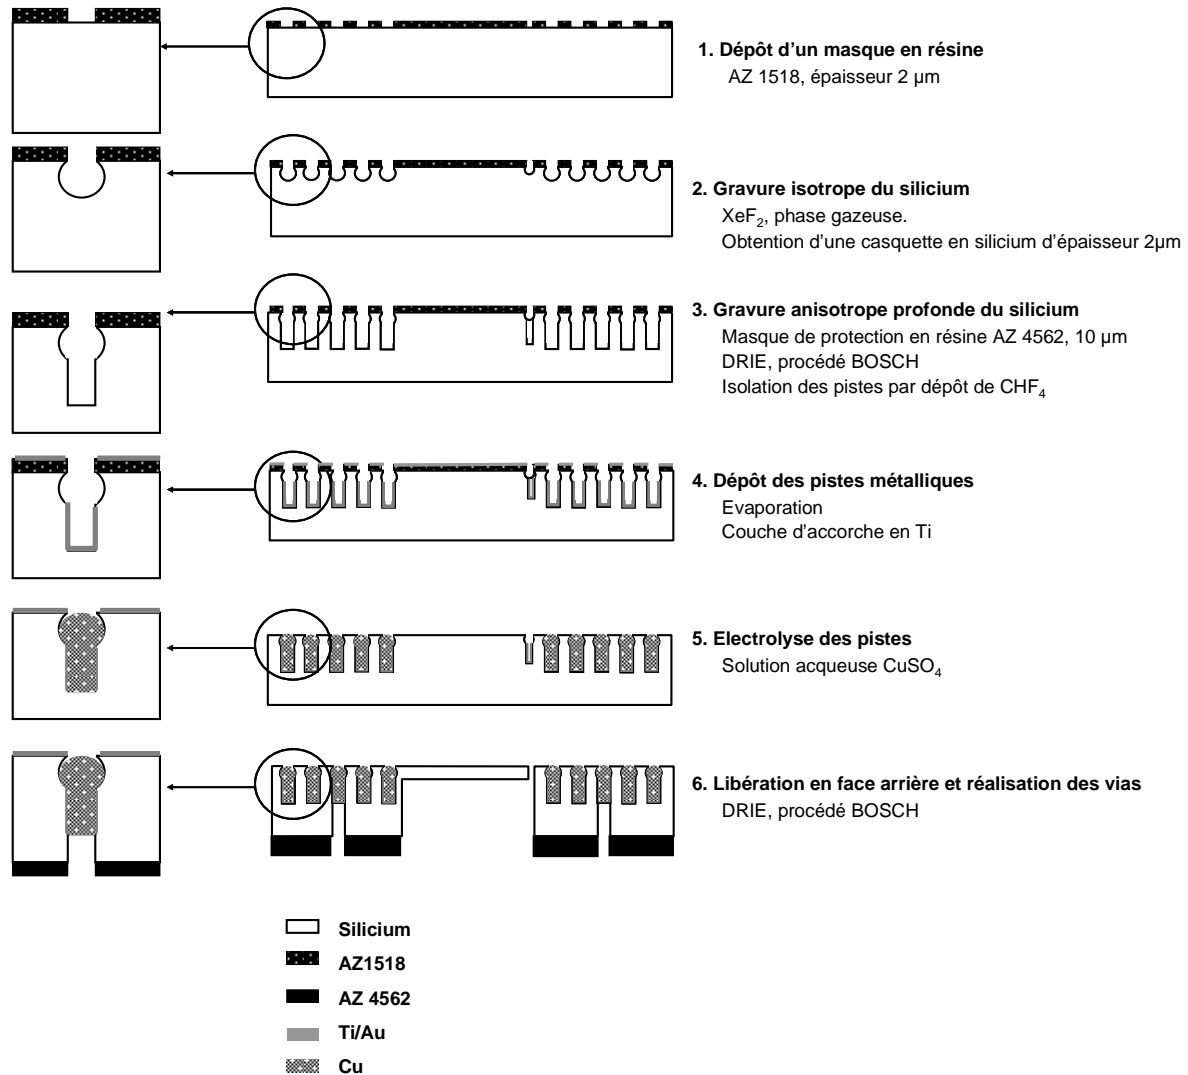 1. Dépôt d'un masque en résine
AZ 1518, épaisseur 2 µm
2. Gravure isotrope du silicium
XeF₂, phase gazeuse.
Obtention d'une casquette en silicium d'épaisseur 2µm
3. Gravure anisotrope profonde du silicium
Masque de protection en résine AZ 4562, 10 µm
DRIE, procédé BOSCH
Isolation des pistes par dépôt de CHF₄
4. Dépôt des pistes métalliques
Evaporation
Couche d'accorche en Ti
5. Electrolyse des pistes
Solution acqueuse CuSO₄
6. Libération en face arrière et réalisation des vias
DRIE, procédé BOSCH
Silicium
AZ1518
AZ 4562
Ti/Au
Cu